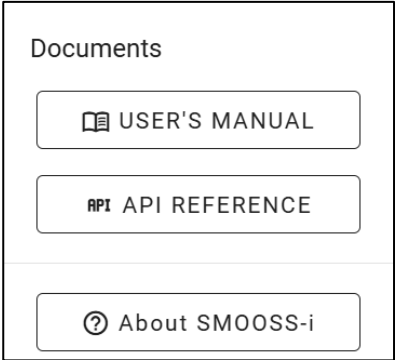 Documents
USER'S MANUAL
API API REFERENCE
About SMOOSS-i